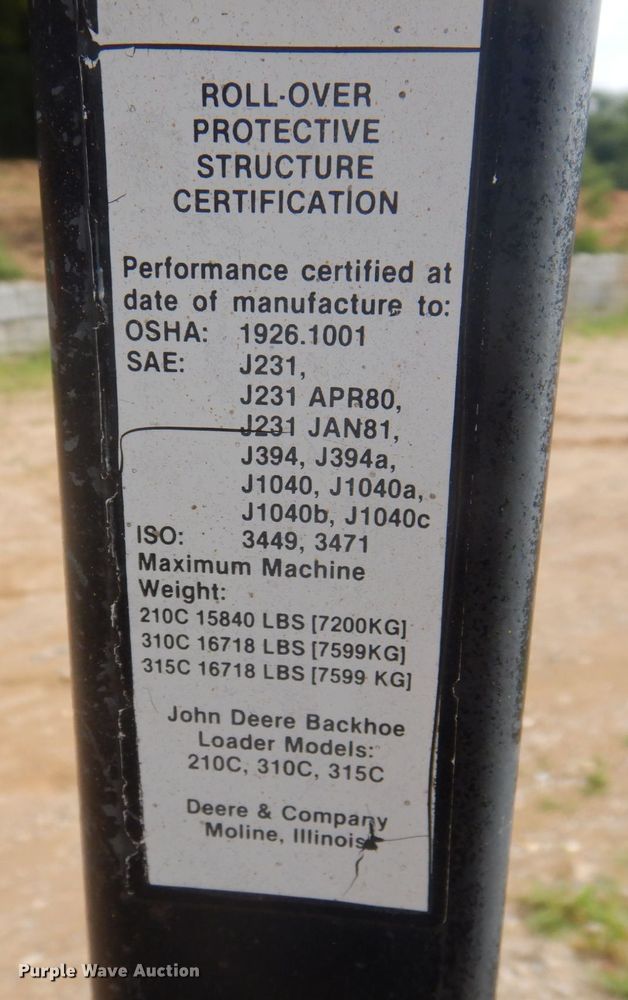 ROLL-OVER
PROTECTIVE
STRUCTURE
CERTIFICATION
Performance certified at
date of manufacture to:
OSHA: 1926.1001
SAE: J231,
J231 APR80,
J231 JAN81,
J394, J394a,
J1040, J1040a,
J1040b, J1040c
ISO: 3449, 3471
Maximum Machine
Weight:
210C 15840 LBS [7200KG]
310C 16718 LBS [7599KG]
315C 16718 LBS [7599 KG]
John Deere Backhoe
Loader Models:
210C, 310C, 315C
Deere & Company
Moline, Illinois
Purple Wave Auction